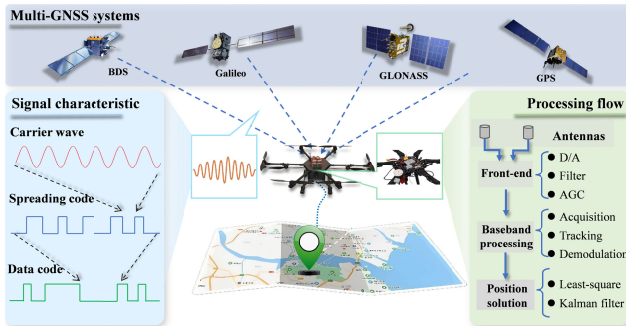 Multi-GNSS systems
BDS
Galileo
GLONASS
GPS
Signal characteristic
Carrier wave
Spreading code
Data code
Processing flow
Antennas
Front-end
D/A
Filter
AGC
Baseband
processing
Acquisition
Tracking
Demodulation
Position
solution
Least-square
Kalman filter